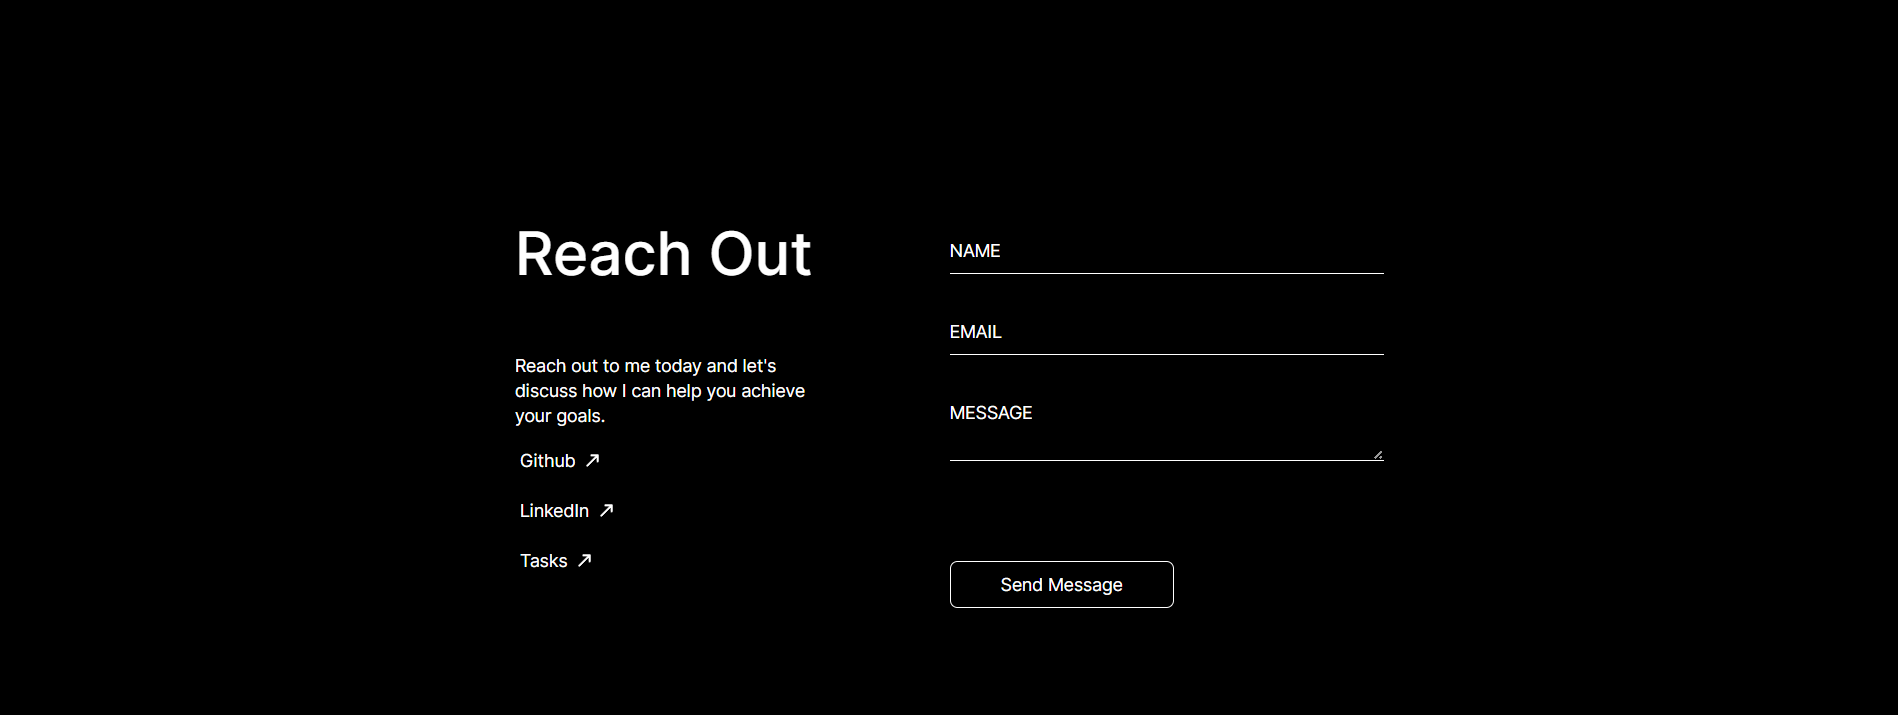 Reach Out
Reach out to me today and let's
discuss how I can help you achieve
your goals.
Github
LinkedIn
Tasks
NAME
EMAIL
MESSAGE
Send Message